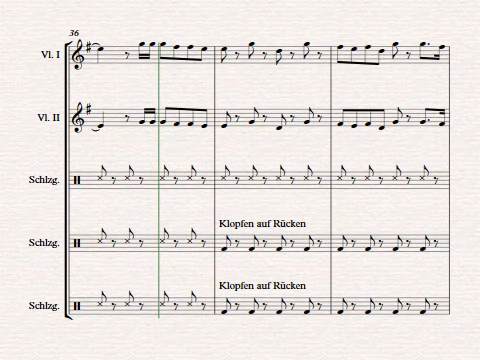 36
Vl. I
Vl. II
Schlzg.
Klopfen auf Rücken
Schlzg.
Klopfen auf Rücken
Schlzg.